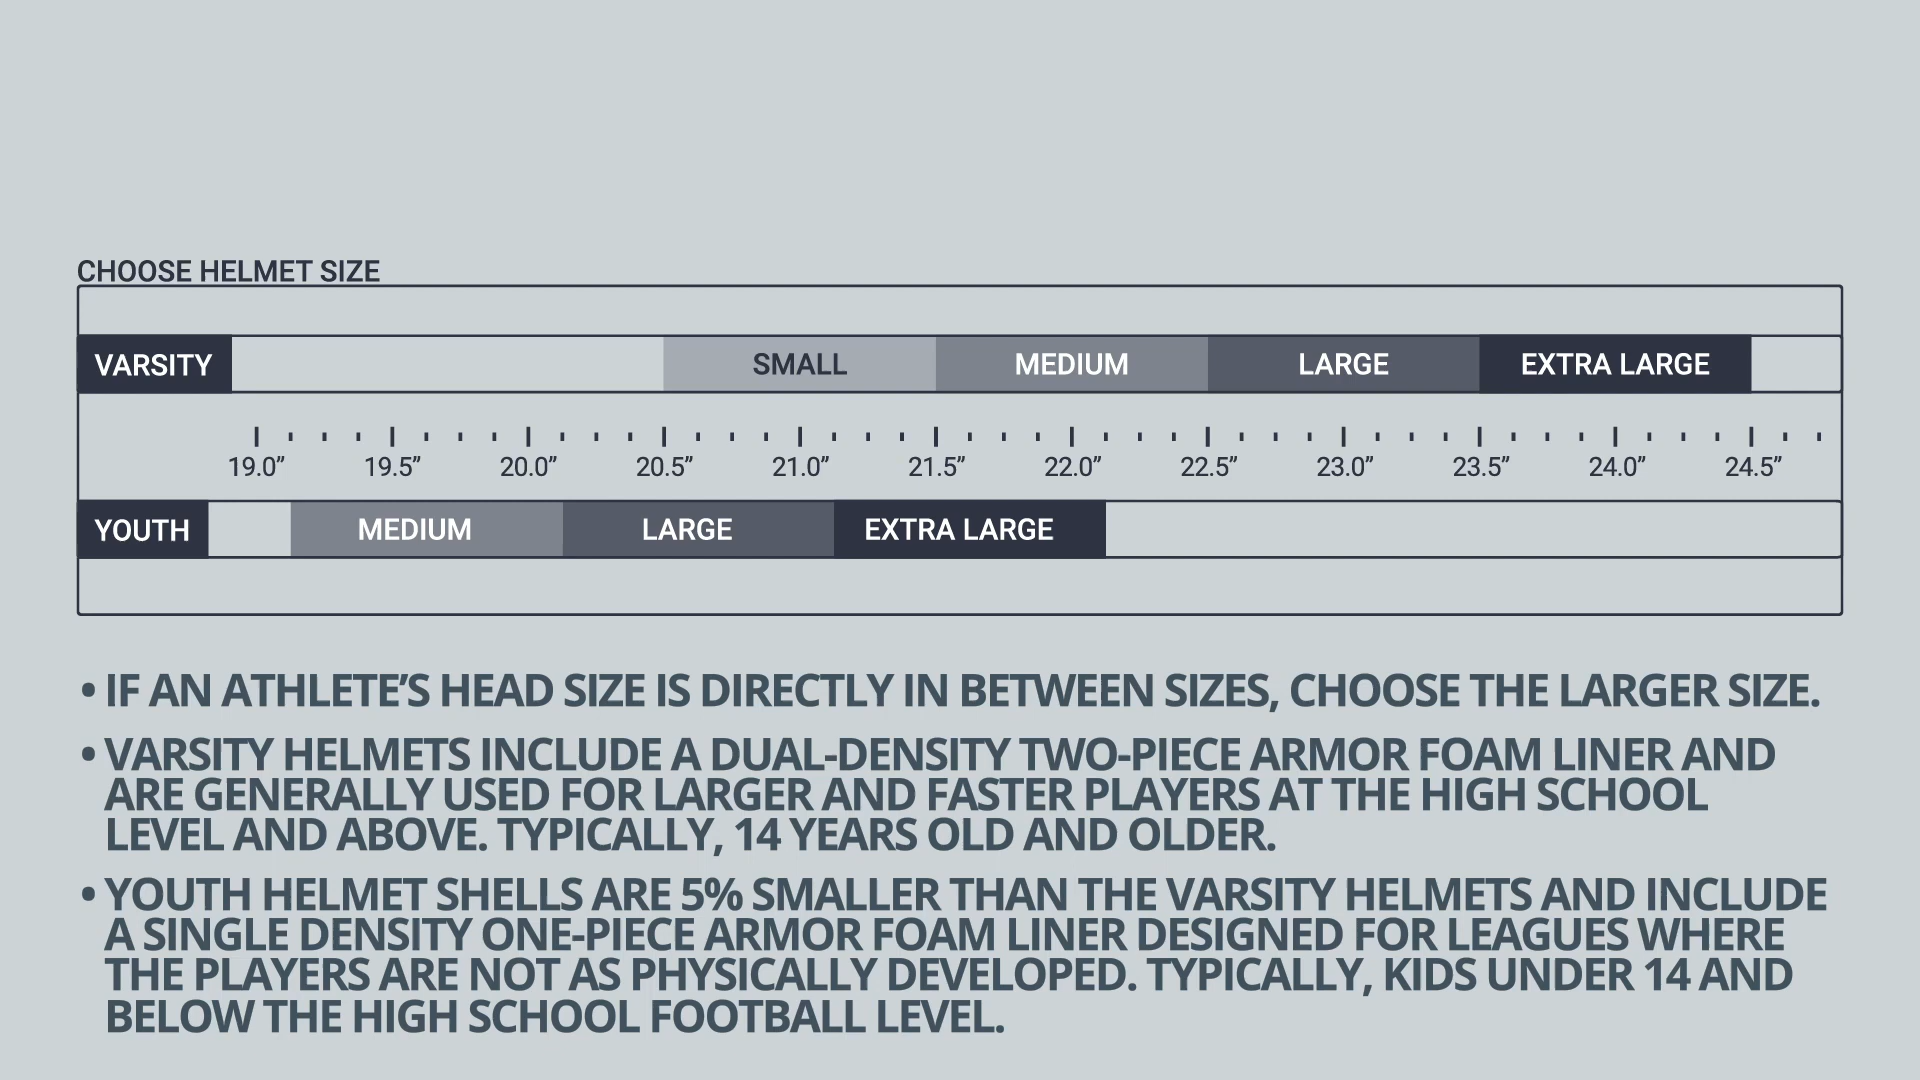 CHOOSE HELMET SIZE
VARSITY SMALL MEDIUM LARGE EXTRA LARGE
19.0” 19.5” 20.0” 20.5” 21.0” 21.5” 22.0” 22.5” 23.0” 23.5” 24.0” 24.5”
YOUTH MEDIUM LARGE EXTRA LARGE
• IF AN ATHLETE’S HEAD SIZE IS DIRECTLY IN BETWEEN SIZES, CHOOSE THE LARGER SIZE.
• VARSITY HELMETS INCLUDE A DUAL-DENSITY TWO-PIECE ARMOR FOAM LINER AND
ARE GENERALLY USED FOR LARGER AND FASTER PLAYERS AT THE HIGH SCHOOL
LEVEL AND ABOVE. TYPICALLY, 14 YEARS OLD AND OLDER.
• YOUTH HELMET SHELLS ARE 5% SMALLER THAN THE VARSITY HELMETS AND INCLUDE
A SINGLE DENSITY ONE-PIECE ARMOR FOAM LINER DESIGNED FOR LEAGUES WHERE
THE PLAYERS ARE NOT AS PHYSICALLY DEVELOPED. TYPICALLY, KIDS UNDER 14 AND
BELOW THE HIGH SCHOOL FOOTBALL LEVEL.